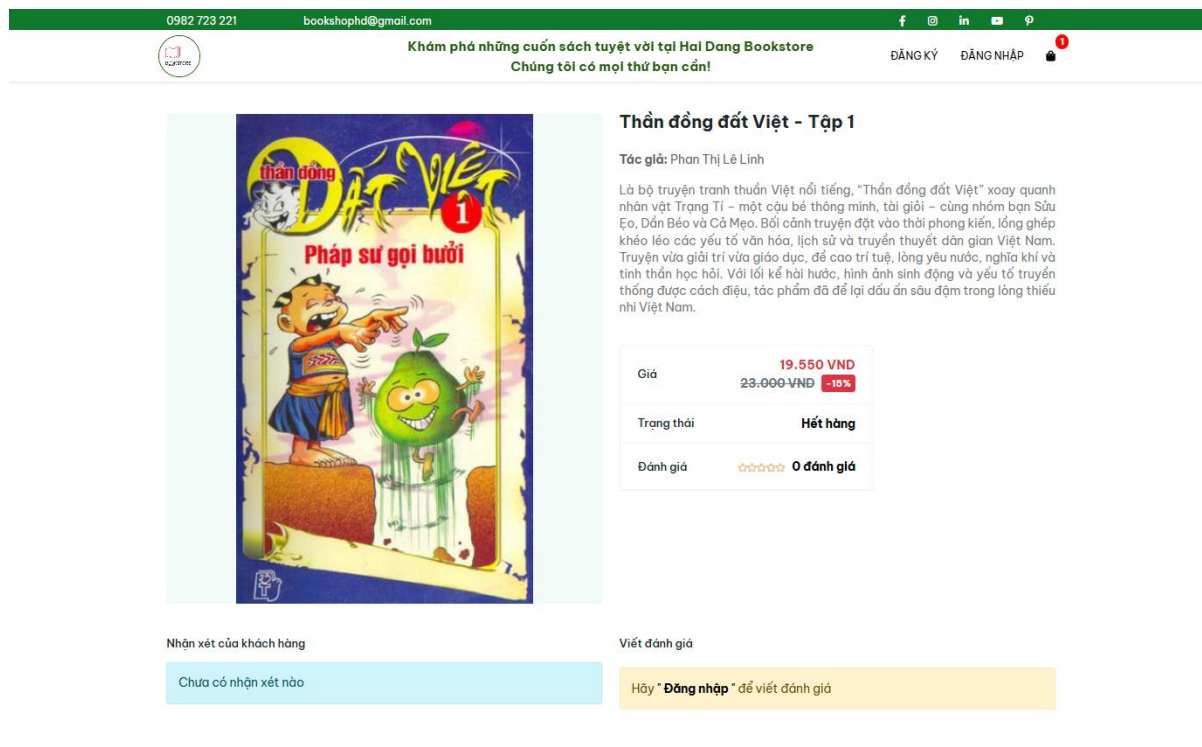 0982 723 221 bookshophd@gmail.com
BOOKSTORE
Khám phá những cuốn sách tuyệt vời tại Hai Dang Bookstore
Chúng tôi có mọi thứ bạn cần!
ĐĂNG KÝ ĐĂNG NHẬP 1
thần đồng
ĐẤT VIỆT
1
Pháp sư gọi bưởi
Thần đồng đất Việt - Tập 1
Tác giả: Phan Thị Lê Linh
Là bộ truyện tranh thuần Việt nổi tiếng, “Thần đồng đất Việt” xoay quanh
nhân vật Trạng Tí – một cậu bé thông minh, tài giỏi – cùng nhóm bạn Sửu
Ẹo, Dần Béo và Cả Mẹo. Bối cảnh truyện đặt vào thời phong kiến, lồng ghép
khéo léo các yếu tố văn hóa, lịch sử và truyền thuyết dân gian Việt Nam.
Truyện vừa giải trí vừa giáo dục, đề cao trí tuệ, lòng yêu nước, nghĩa khí và
tinh thần học hỏi. Với lối kể hài hước, hình ảnh sinh động và yếu tố truyền
thống được cách điệu, tác phẩm đã để lại dấu ấn sâu đậm trong lòng thiếu
nhi Việt Nam.
Giá
19.550 VND
23.000 VND -15%
Trạng thái Hết hàng
Đánh giá 0 đánh giá
Nhận xét của khách hàng
Chưa có nhận xét nào
Viết đánh giá
Hãy " Đăng nhập " để viết đánh giá